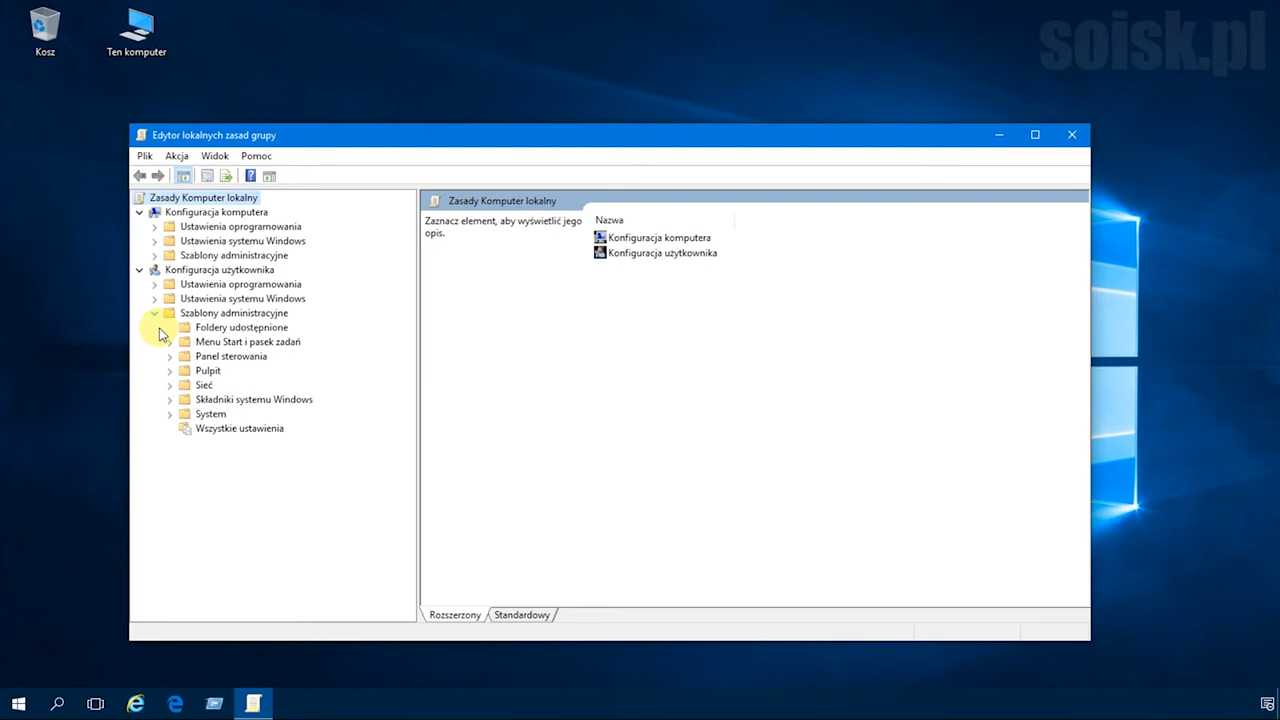 soisk.pl
Kosz
Ten komputer
Edytor lokalnych zasad grupy
Plik Akcja Widok Pomoc
Zasady Komputer lokalny
Konfiguracja komputera
Ustawienia oprogramowania
Ustawienia systemu Windows
Szablony administracyjne
Konfiguracja użytkownika
Ustawienia oprogramowania
Ustawienia systemu Windows
Szablony administracyjne
Foldery udostępnione
Menu Start i pasek zadań
Panel sterowania
Pulpit
Sieć
Składniki systemu Windows
System
Wszystkie ustawienia
Zasady Komputer lokalny
Zaznacz element, aby wyświetlić jego
opis.
Nazwa
Konfiguracja komputera
Konfiguracja użytkownika
Rozszerzony Standardowy